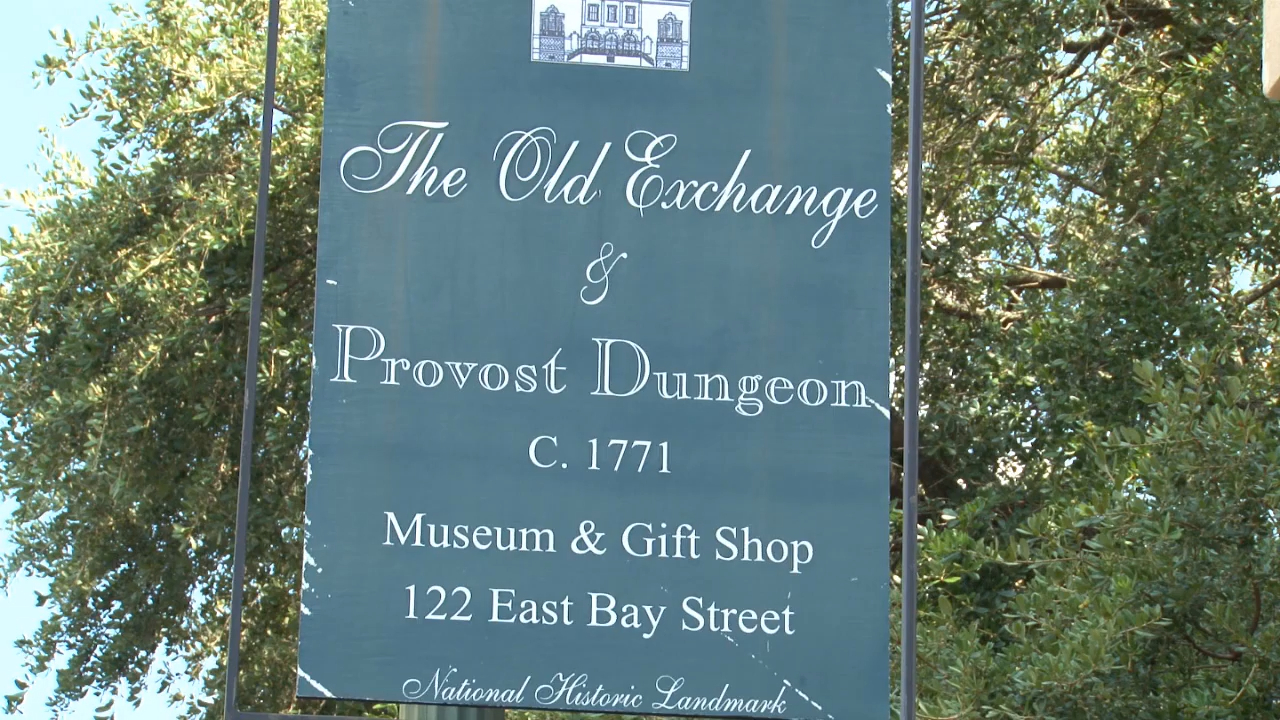 The Old Exchange
&
Provost Dungeon
C. 1771
Museum & Gift Shop
122 East Bay Street
National Historic Landmark